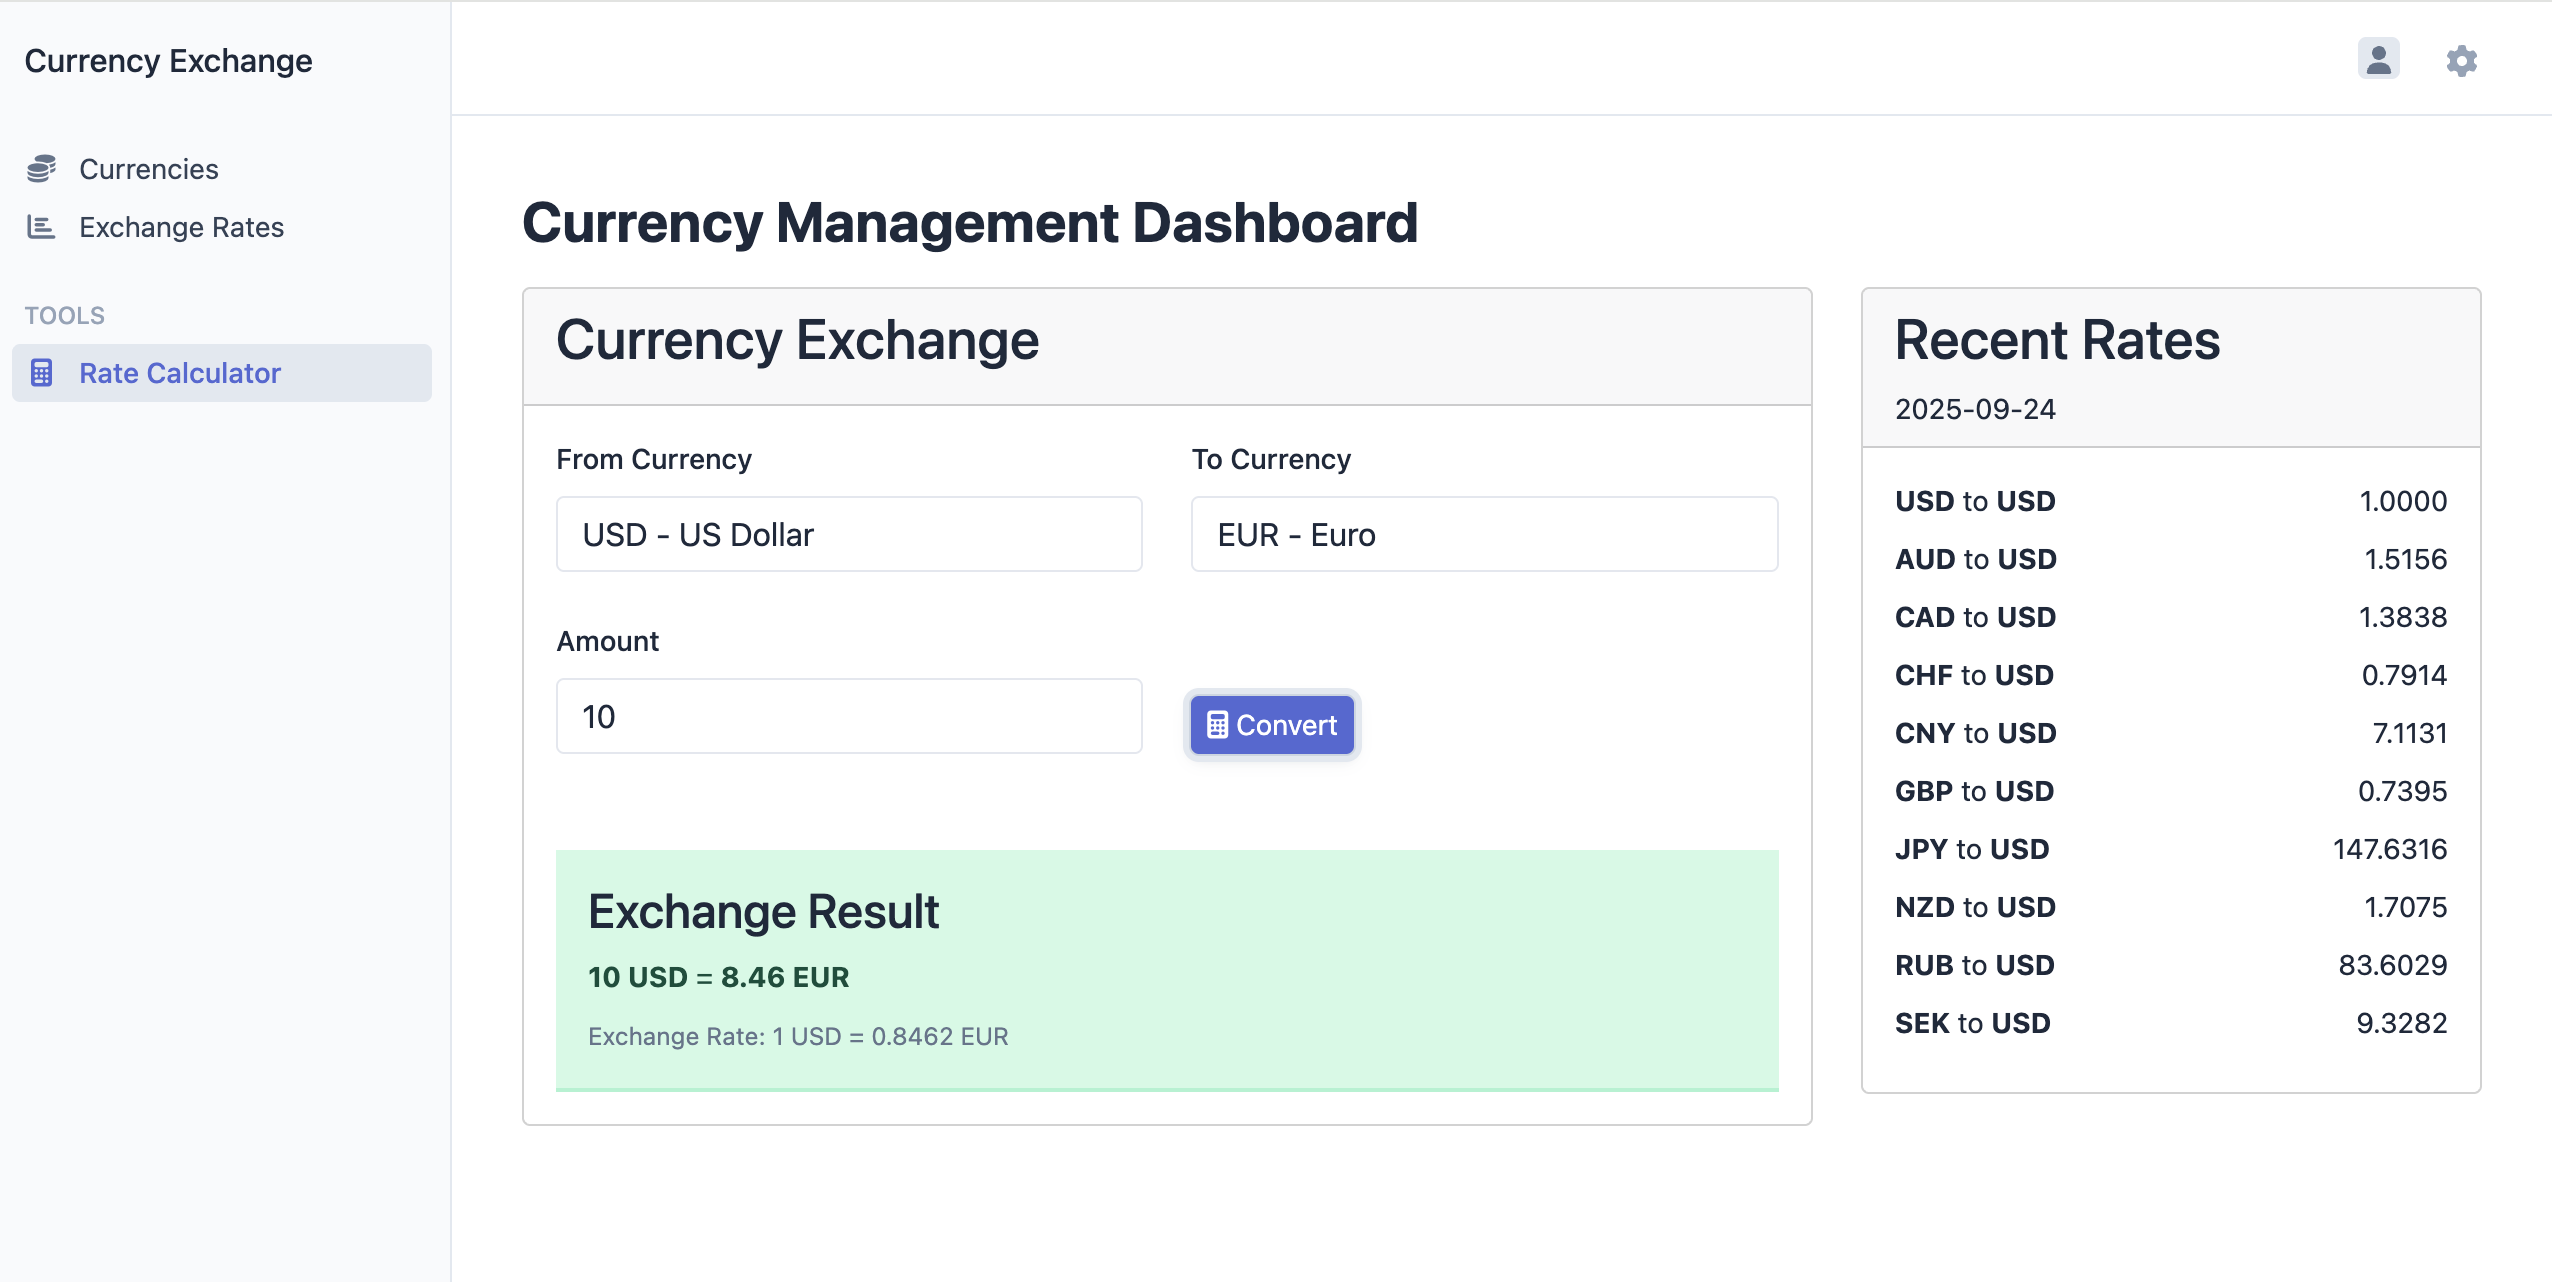 Currency Exchange
Currencies
Exchange Rates
TOOLS
Rate Calculator
Currency Management Dashboard
Currency Exchange
From Currency
To Currency
USD - US Dollar
EUR - Euro
Amount
10
Convert
Exchange Result
10 USD = 8.46 EUR
Exchange Rate: 1 USD = 0.8462 EUR
Recent Rates
2025-09-24
USD to USD 1.0000
AUD to USD 1.5156
CAD to USD 1.3838
CHF to USD 0.7914
CNY to USD 7.1131
GBP to USD 0.7395
JPY to USD 147.6316
NZD to USD 1.7075
RUB to USD 83.6029
SEK to USD 9.3282